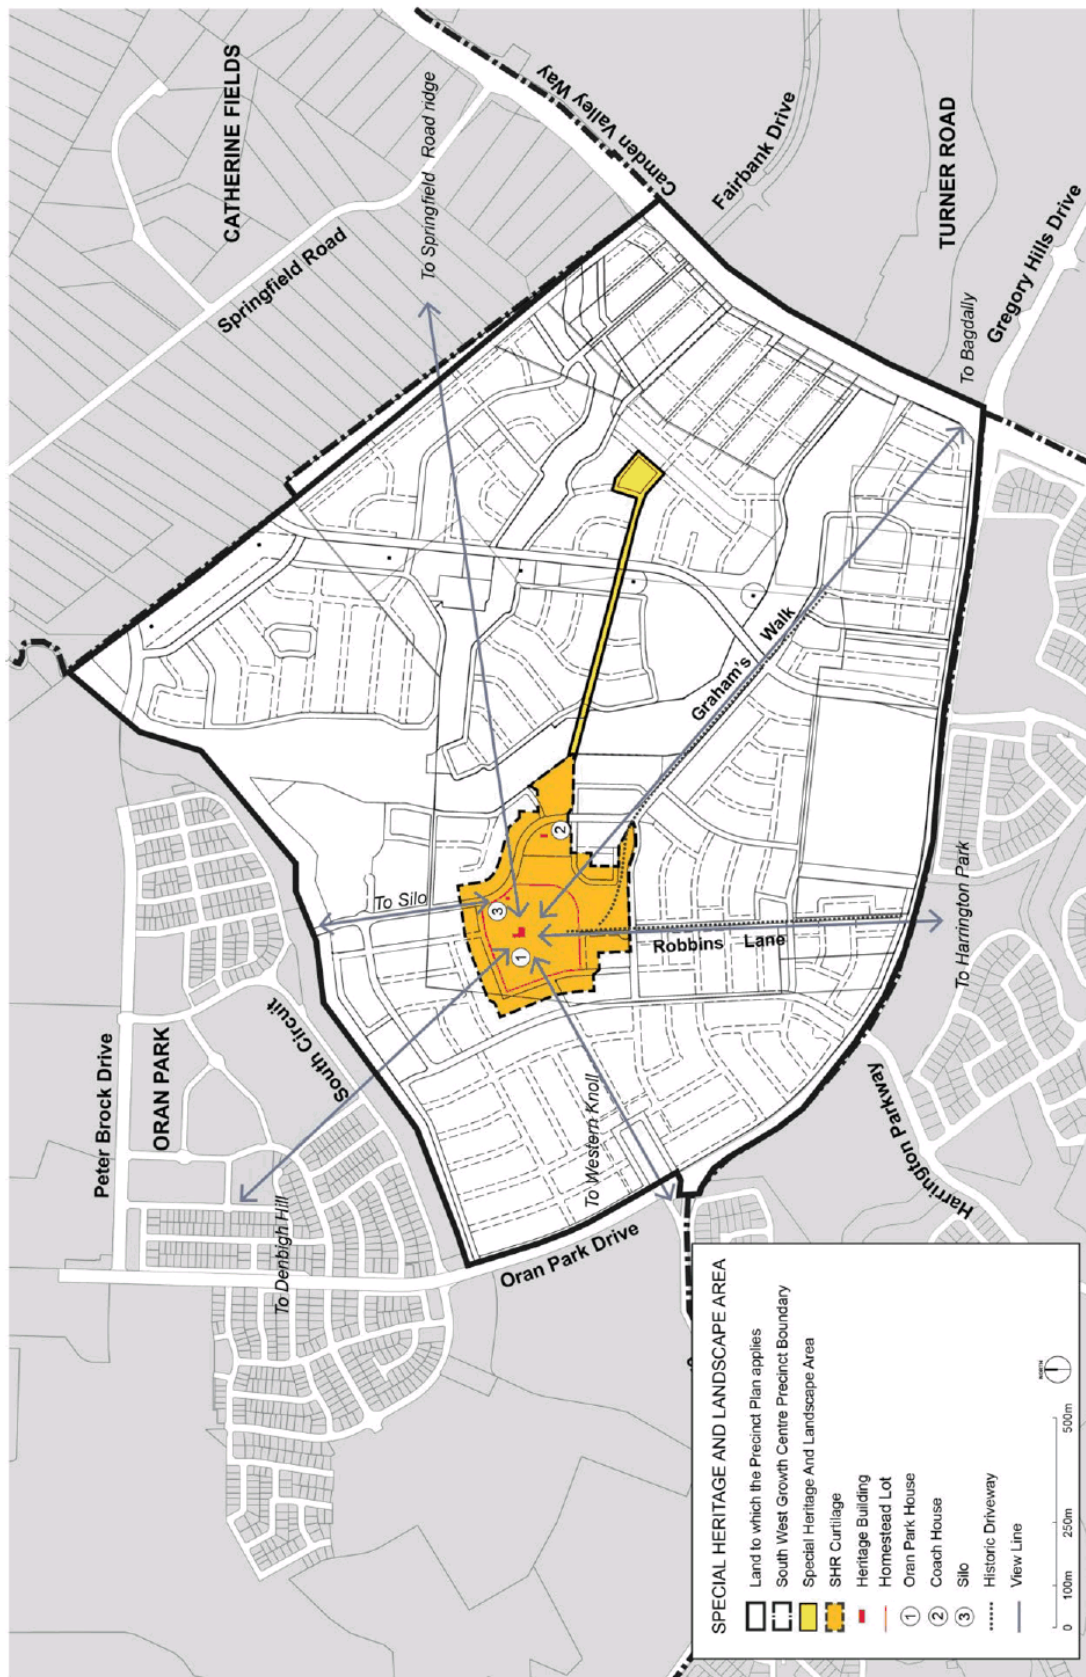 CATHERINE FIELDS
Camden Valley Way
To Springfield Road ridge
Springfield Road
Fairbank Drive
TURNER ROAD
Gregory Hills Drive
To Bagdally
Graham's Walk
2
3
To Silo
1
Robbins Lane
To Harrington Park
Peter Brock Drive
ORAN PARK
South Circuit
To Denbigh Hill
To Western Knoll
Oran Park Drive
Harrington Parkway
SPECIAL HERITAGE AND LANDSCAPE AREA
Land to which the Precinct Plan applies
South West Growth Centre Precinct Boundary
Special Heritage And Landscape Area
SHR Curtilage
Heritage Building
Homestead Lot
1 Oran Park House
2 Coach House
3 Silo
Historic Driveway
View Line
0 100m 250m 500m